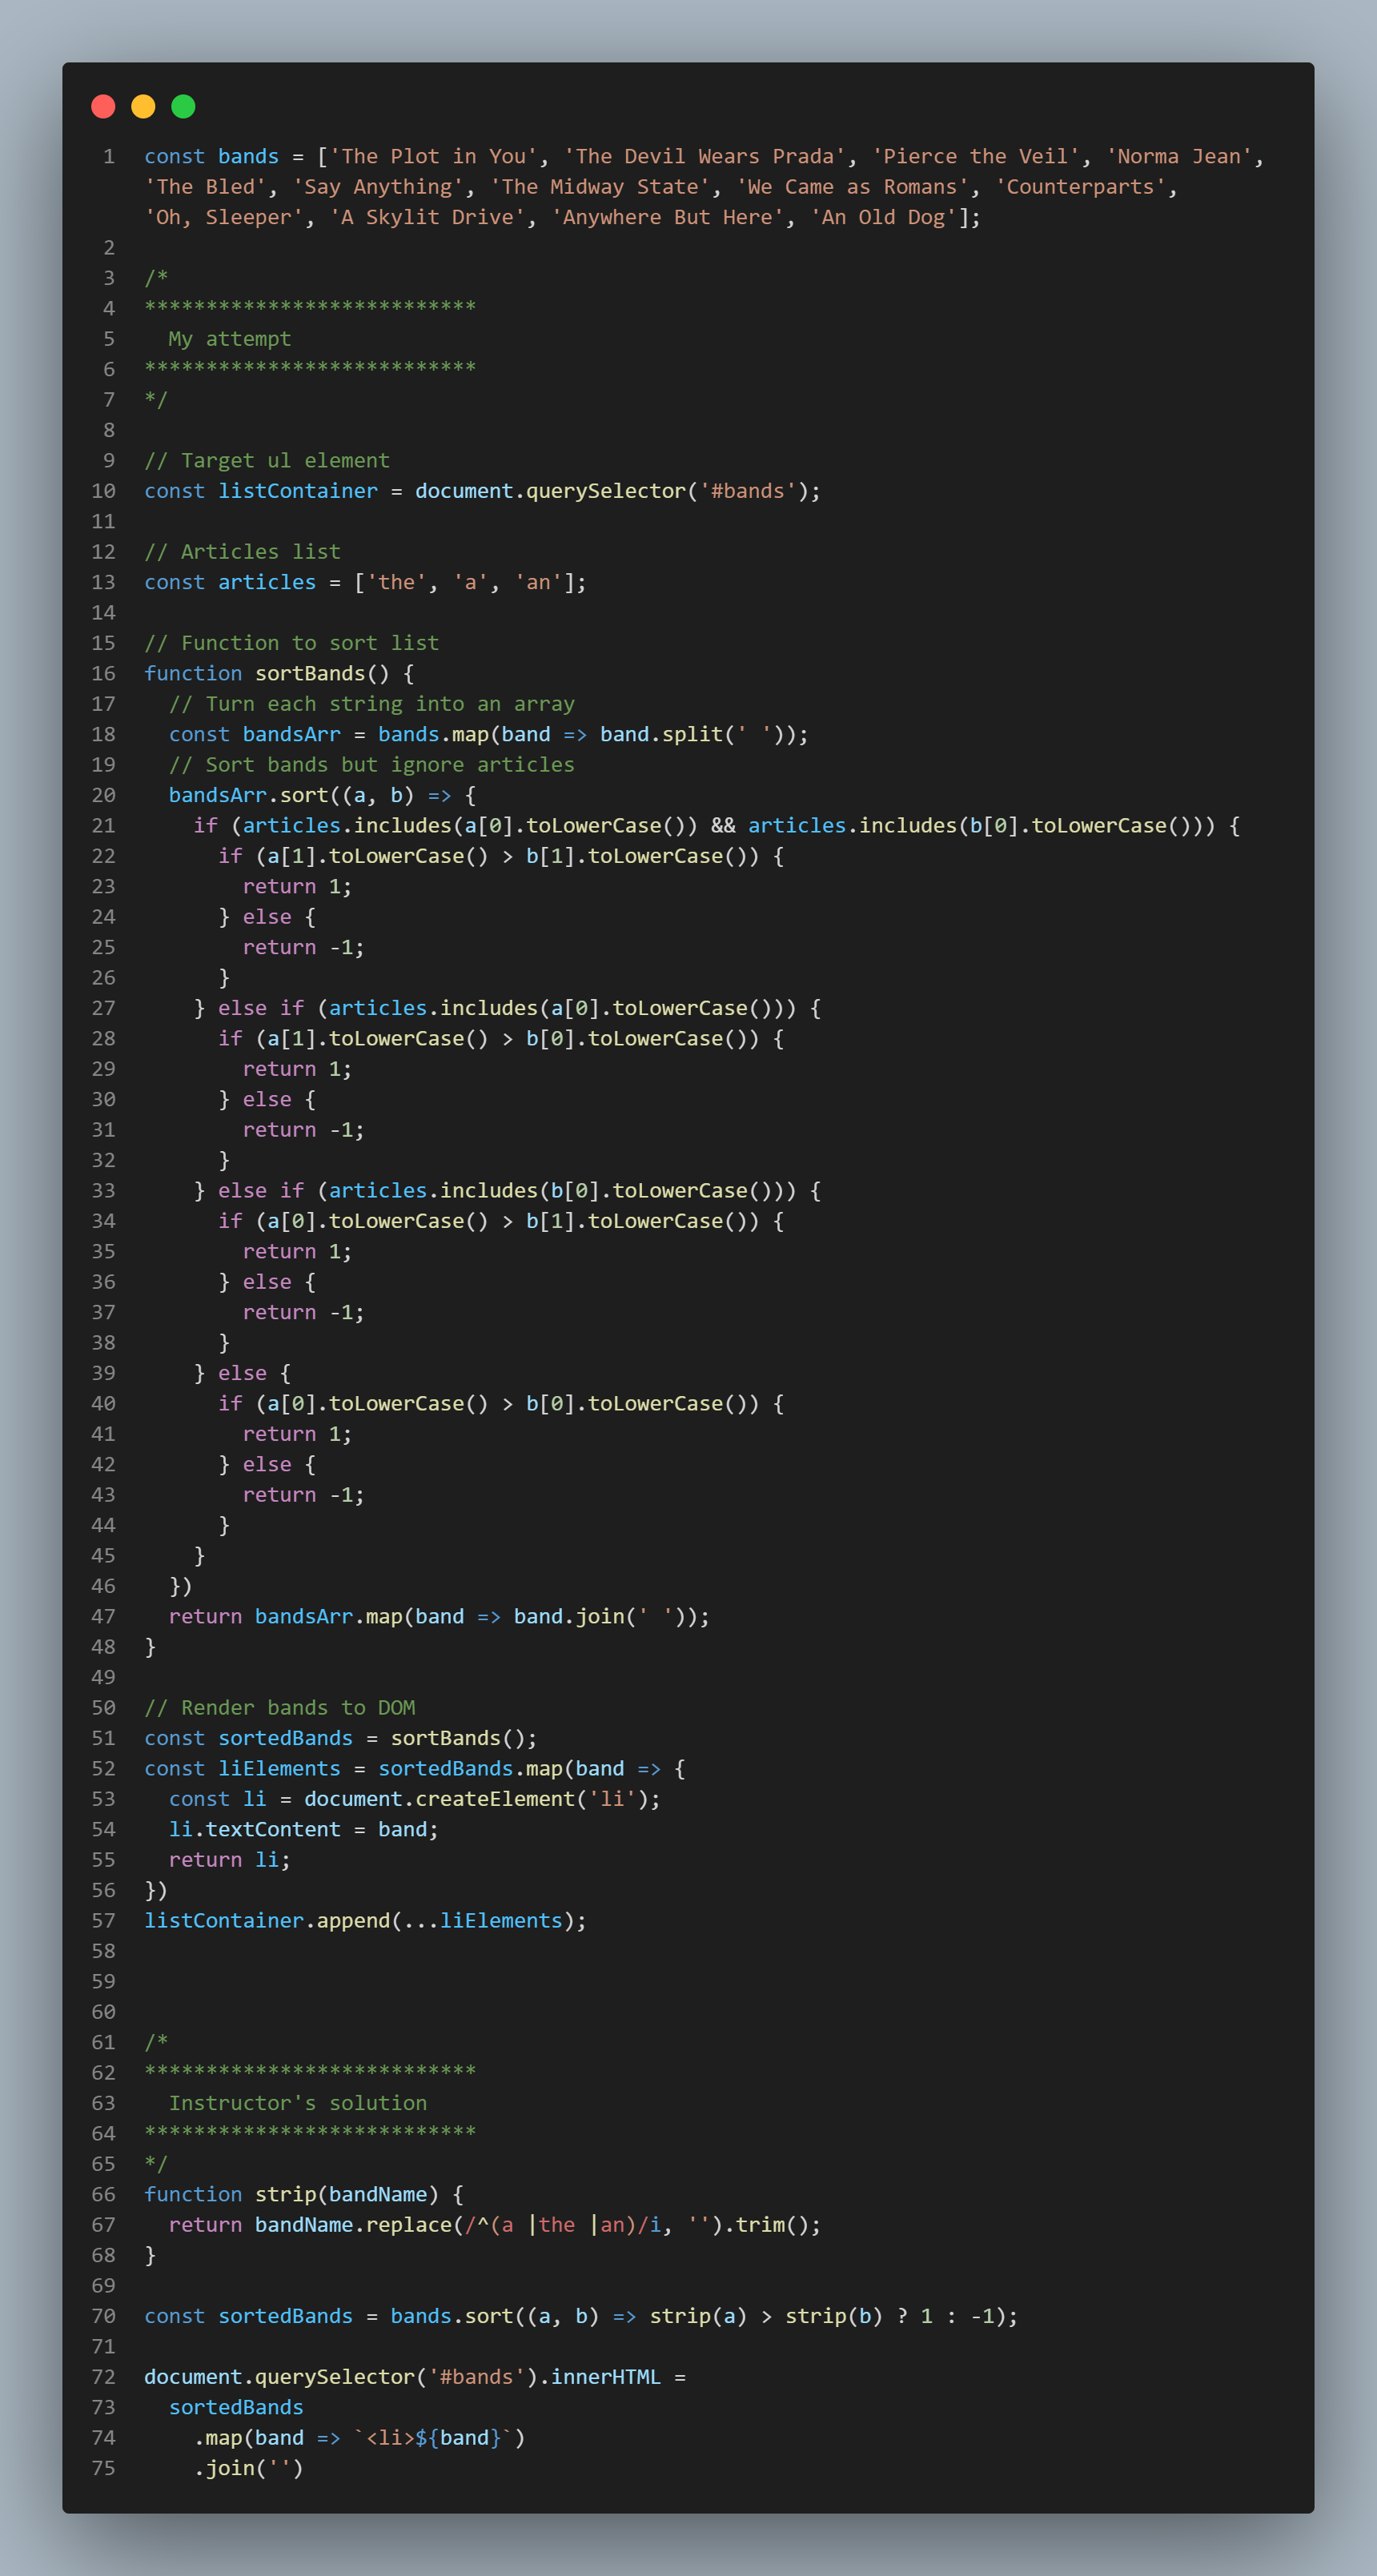 1 const bands = ['The Plot in You', 'The Devil Wears Prada', 'Pierce the Veil', 'Norma Jean',
'The Bled', 'Say Anything', 'The Midway State', 'We Came as Romans', 'Counterparts',
'Oh, Sleeper', 'A Skylit Drive', 'Anywhere But Here', 'An Old Dog'];
2
3 /*
4 ***************************
5   My attempt
6 ***************************
7 */
8
9 // Target ul element
10 const listContainer = document.querySelector('#bands');
11
12 // Articles list
13 const articles = ['the', 'a', 'an'];
14
15 // Function to sort list
16 function sortBands() {
17   // Turn each string into an array
18   const bandsArr = bands.map(band => band.split(' '));
19   // Sort bands but ignore articles
20   bandsArr.sort((a, b) => {
21     if (articles.includes(a[0].toLowerCase()) && articles.includes(b[0].toLowerCase())) {
22       if (a[1].toLowerCase() > b[1].toLowerCase()) {
23         return 1;
24       } else {
25         return -1;
26       }
27     } else if (articles.includes(a[0].toLowerCase())) {
28       if (a[1].toLowerCase() > b[0].toLowerCase()) {
29         return 1;
30       } else {
31         return -1;
32       }
33     } else if (articles.includes(b[0].toLowerCase())) {
34       if (a[0].toLowerCase() > b[1].toLowerCase()) {
35         return 1;
36       } else {
37         return -1;
38       }
39     } else {
40       if (a[0].toLowerCase() > b[0].toLowerCase()) {
41         return 1;
42       } else {
43         return -1;
44       }
45     }
46   })
47   return bandsArr.map(band => band.join(' '));
48 }
49
50 // Render bands to DOM
51 const sortedBands = sortBands();
52 const liElements = sortedBands.map(band => {
53   const li = document.createElement('li');
54   li.textContent = band;
55   return li;
56 })
57 listContainer.append(...liElements);
58
59
60
61 /*
62 ***************************
63   Instructor's solution
64 ***************************
65 */
66 function strip(bandName) {
67   return bandName.replace(/^(a |the |an)/i, '').trim();
68 }
69
70 const sortedBands = bands.sort((a, b) => strip(a) > strip(b) ? 1 : -1);
71
72 document.querySelector('#bands').innerHTML =
73   sortedBands
74     .map(band => `<li>${band}`)
75     .join('')